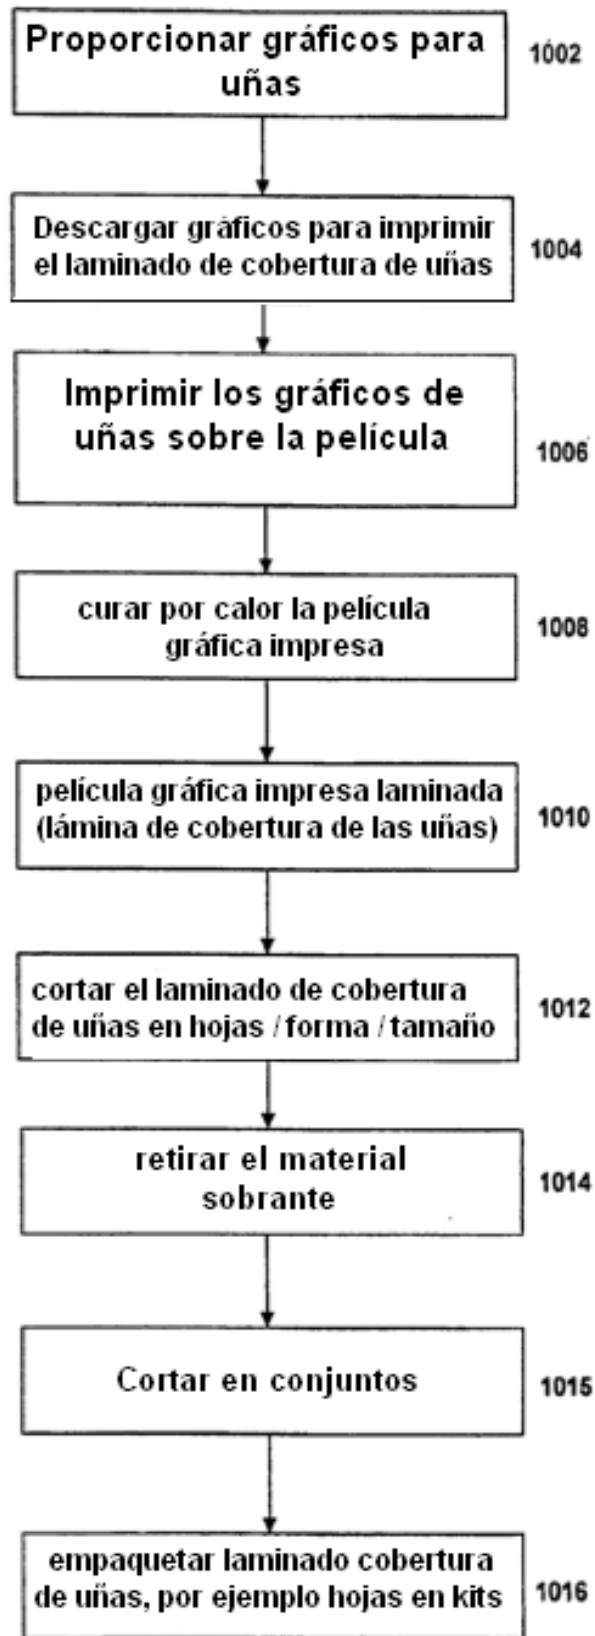 Proporcionar gráficos para
uñas
1002
Descargar gráficos para imprimir
el laminado de cobertura de uñas
1004
Imprimir los gráficos de
uñas sobre la película
1006
curar por calor la película
gráfica impresa
1008
película gráfica impresa laminada
(lámina de cobertura de las uñas)
1010
cortar el laminado de cobertura
de uñas en hojas / forma / tamaño
1012
retirar el material
sobrante
1014
Cortar en conjuntos
1015
empaquetar laminado cobertura
de uñas, por ejemplo hojas en kits
1016